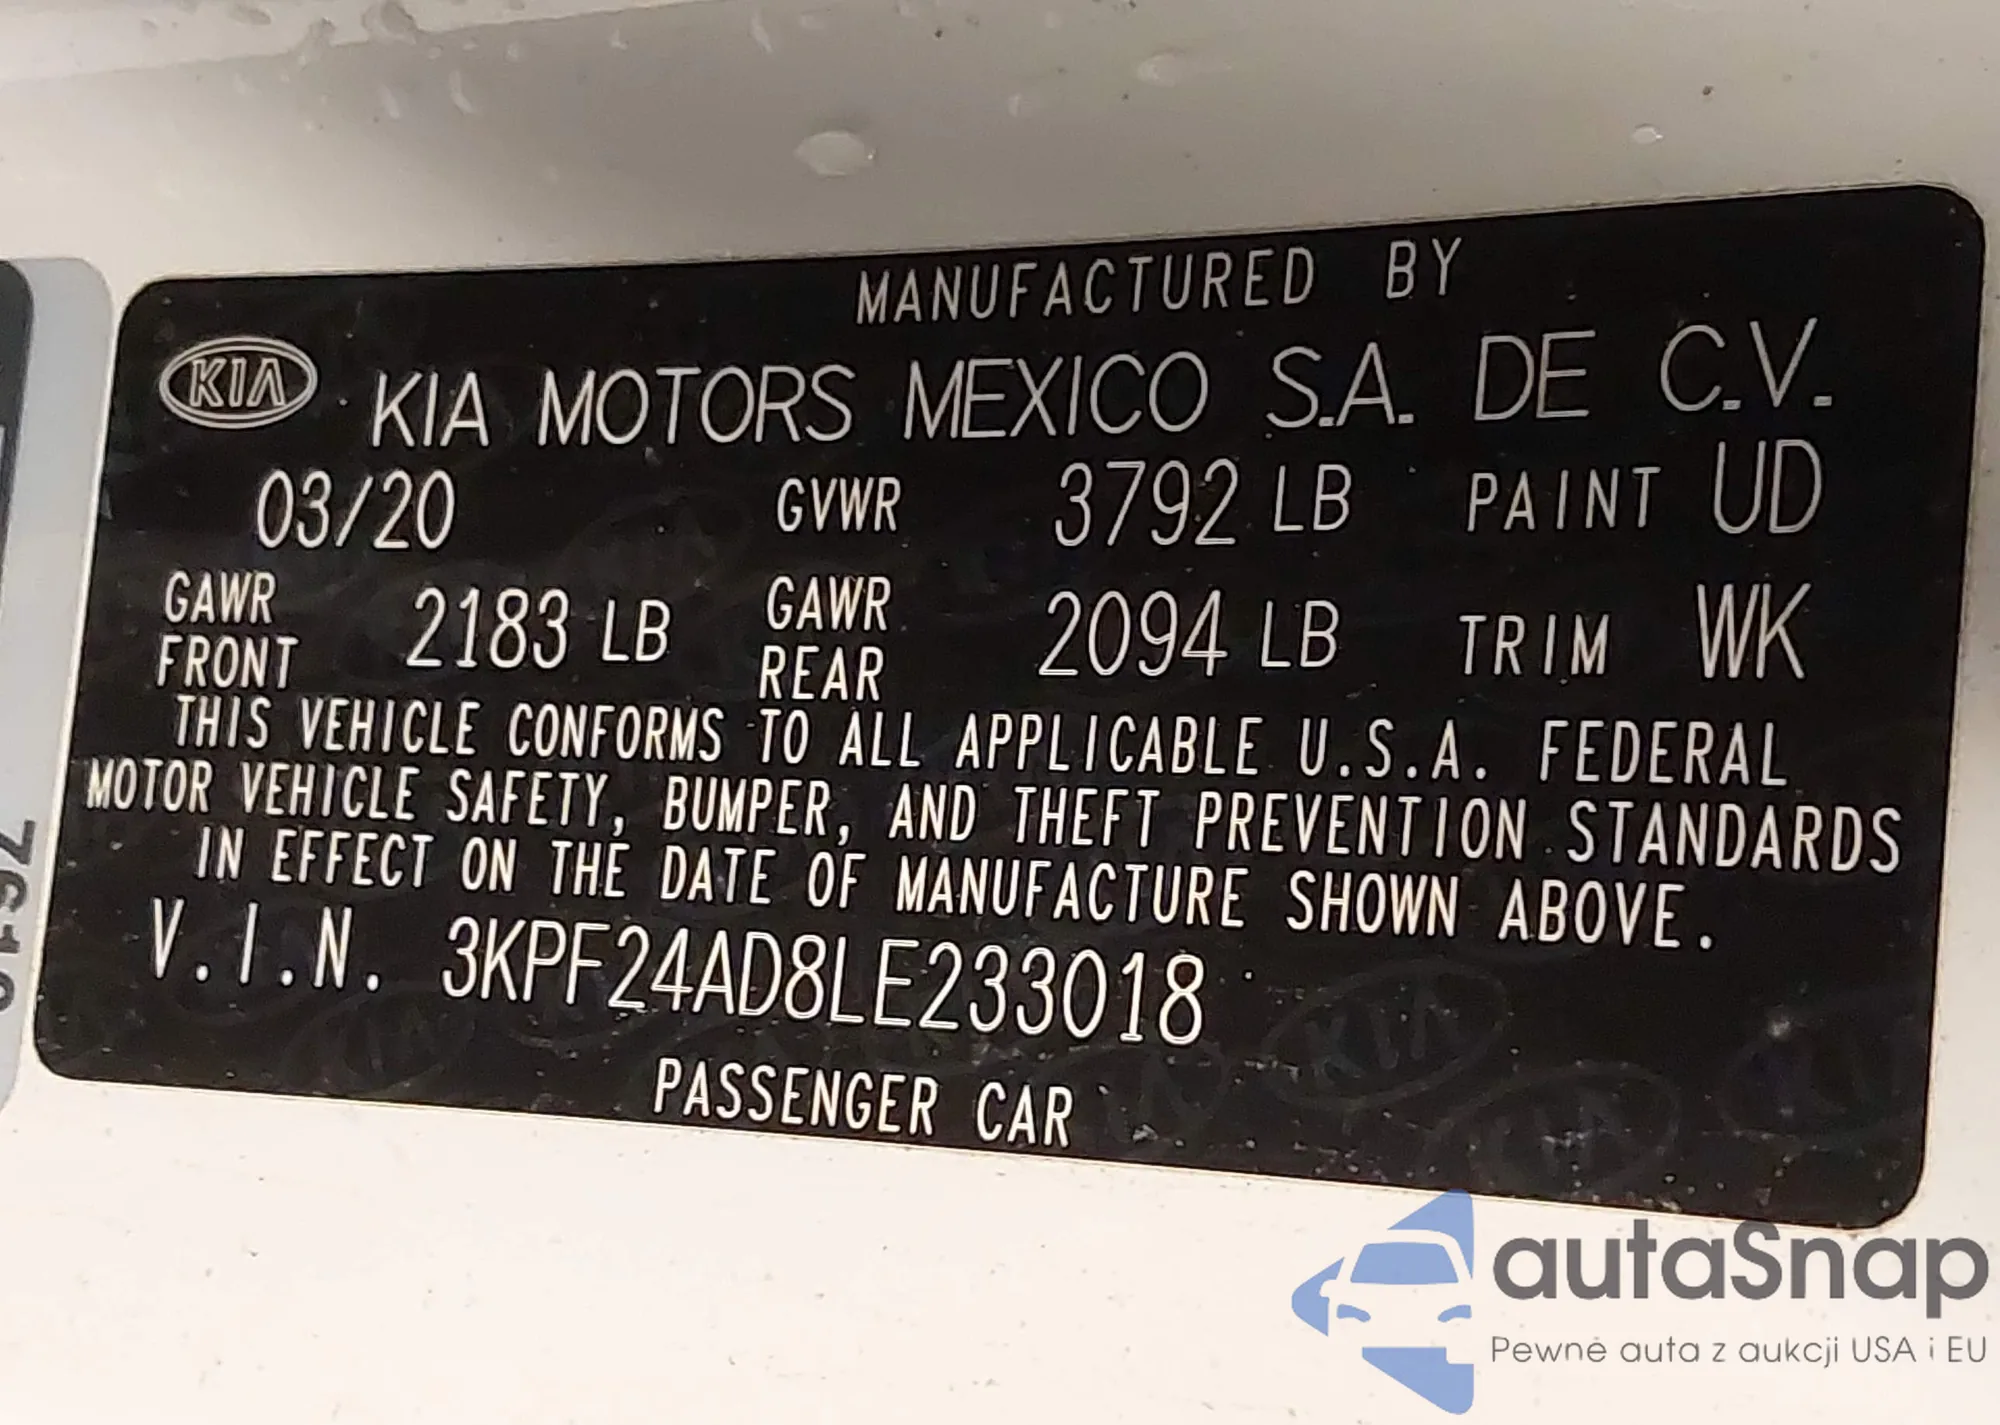 MANUFACTURED BY
KIA KIA MOTORS MEXICO S.A. DE C.V.
03/20 GVWR 3792 LB PAINT UD
GAWR FRONT 2183 LB GAWR REAR 2094 LB TRIM WK
THIS VEHICLE CONFORMS TO ALL APPLICABLE U.S.A. FEDERAL
MOTOR VEHICLE SAFETY, BUMPER, AND THEFT PREVENTION STANDARDS
IN EFFECT ON THE DATE OF MANUFACTURE SHOWN ABOVE.
V.I.N. 3KPF24AD8LE233018
PASSENGER CAR
autaSnap
Pewne auta z aukcji USA i EU